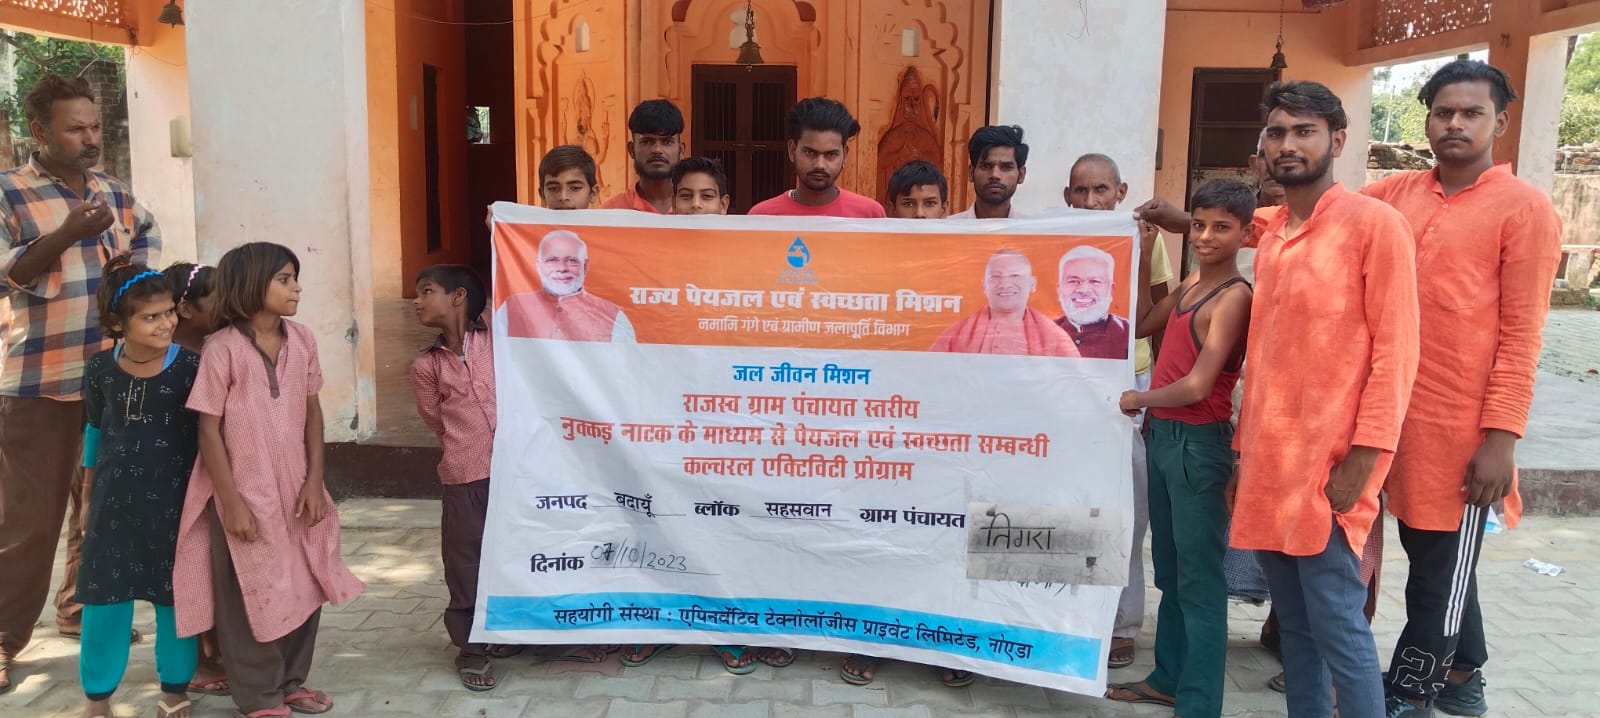 राज्य पेयजल एवं स्वच्छता मिशन
नमामि गंगे एवं ग्रामीण जलापूर्ति विभाग
जल जीवन मिशन
राजस्व ग्राम पंचायत स्तरीय
नुक्कड़ नाटक के माध्यम से पेयजल एवं स्वच्छता सम्बन्धी
कल्चरल एक्टिविटी प्रोग्राम
जनपद बदायूँ ब्लॉक सहसवान ग्राम पंचायत तिगरा
दिनांक 07/10/2023
सहयोगी संस्था : एपिनवेंटिव टेक्नोलॉजीस प्राइवेट लिमिटेड, नोएडा